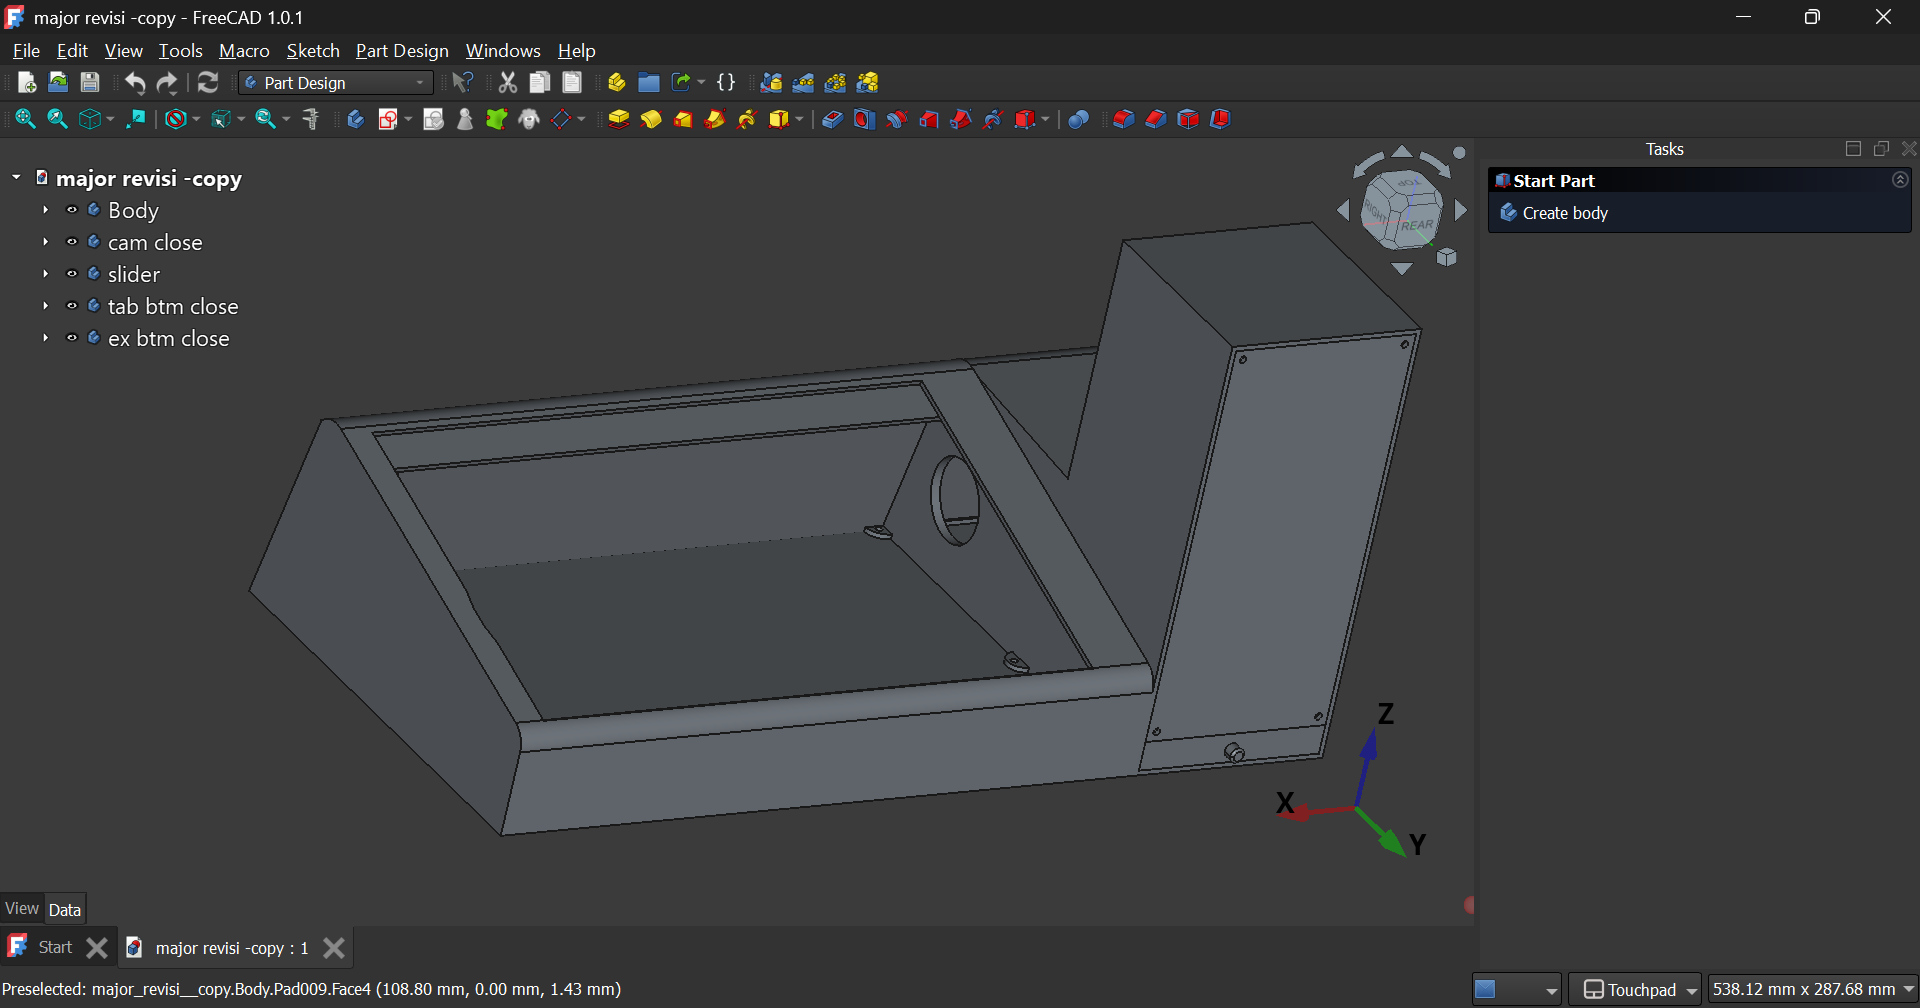 major revisi -copy - FreeCAD 1.0.1
File Edit View Tools Macro Sketch Part Design Windows Help
Part Design
Tasks
Start Part
Create body
major revisi -copy
Body
cam close
slider
tab btm close
ex btm close
TOP
RIGHT
REAR
Z
X
Y
View Data
Start major revisi -copy : 1
Preselected: major_revisi__copy.Body.Pad009.Face4 (108.80 mm, 0.00 mm, 1.43 mm)
Touchpad 538.12 mm x 287.68 mm